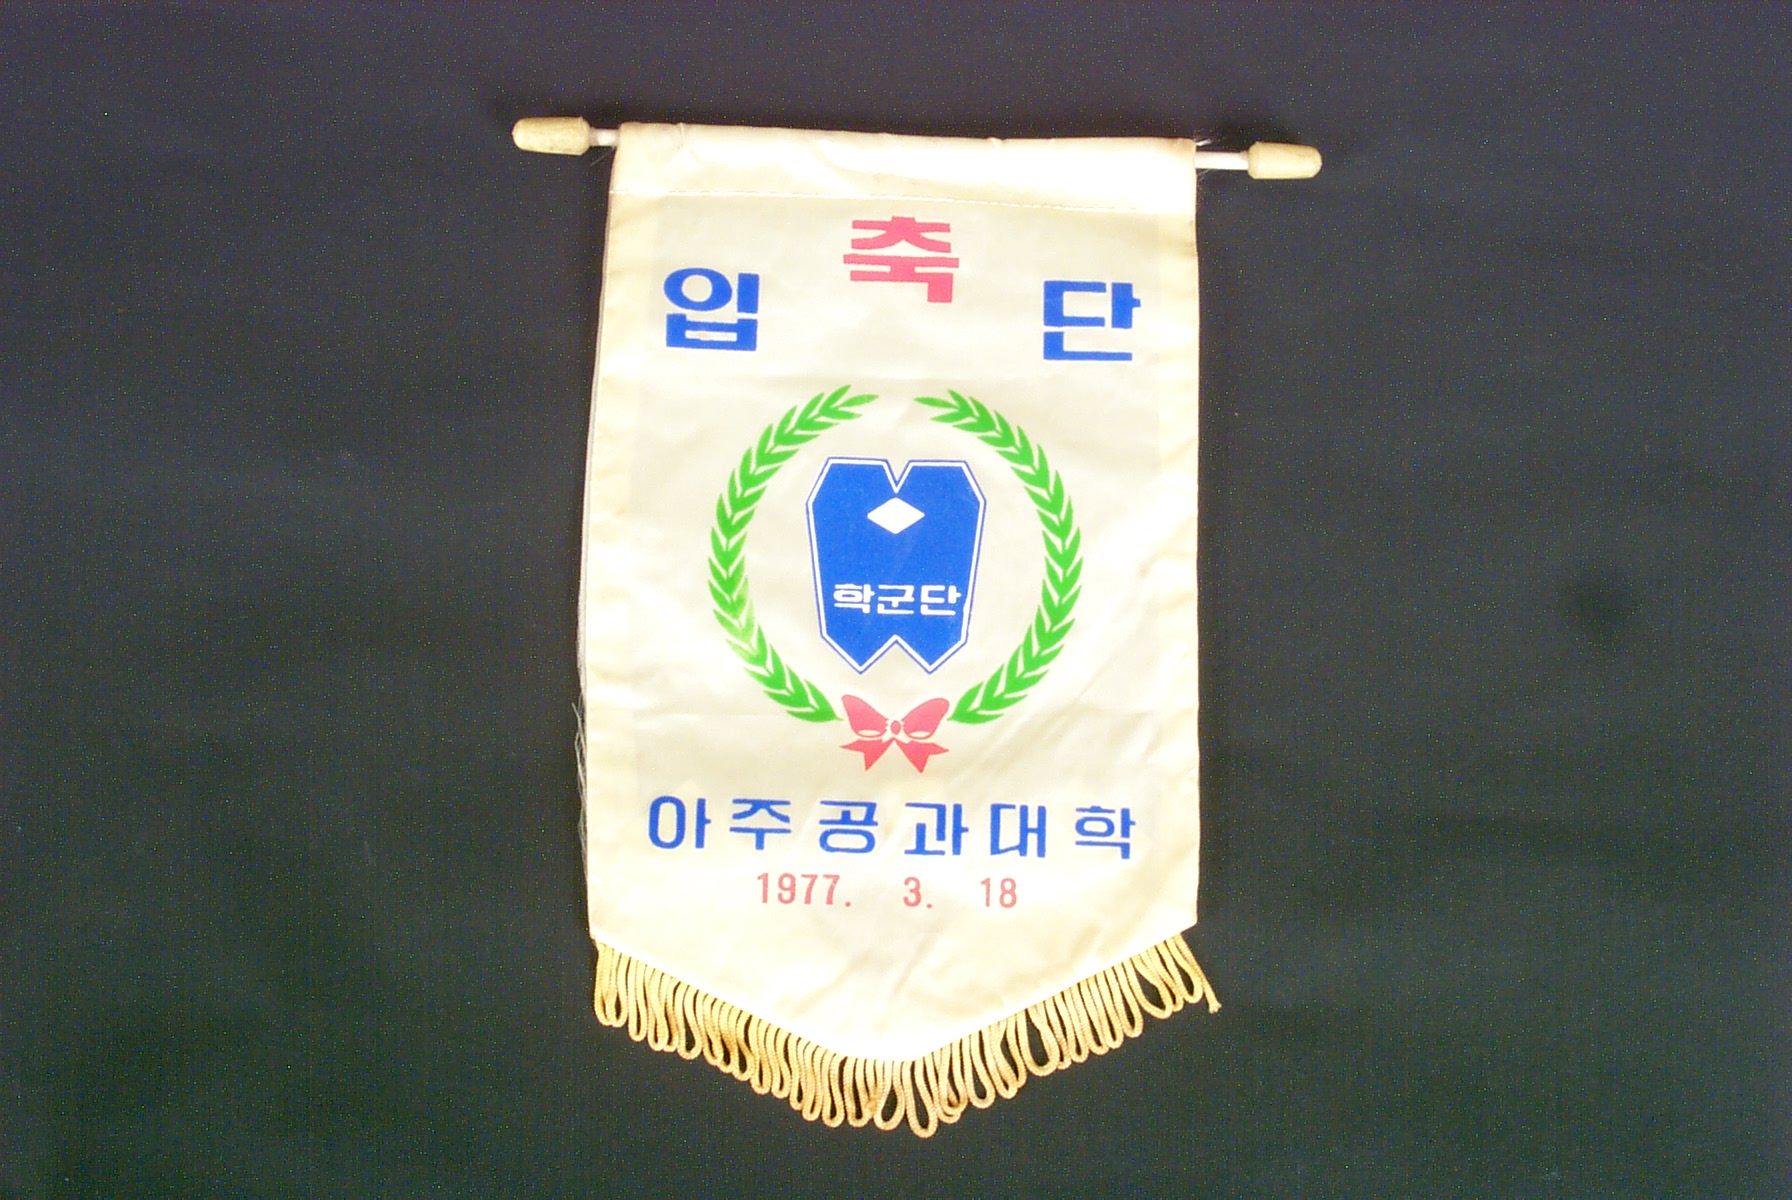 축
입 단
학군단
아주공과대학
1977. 3. 18